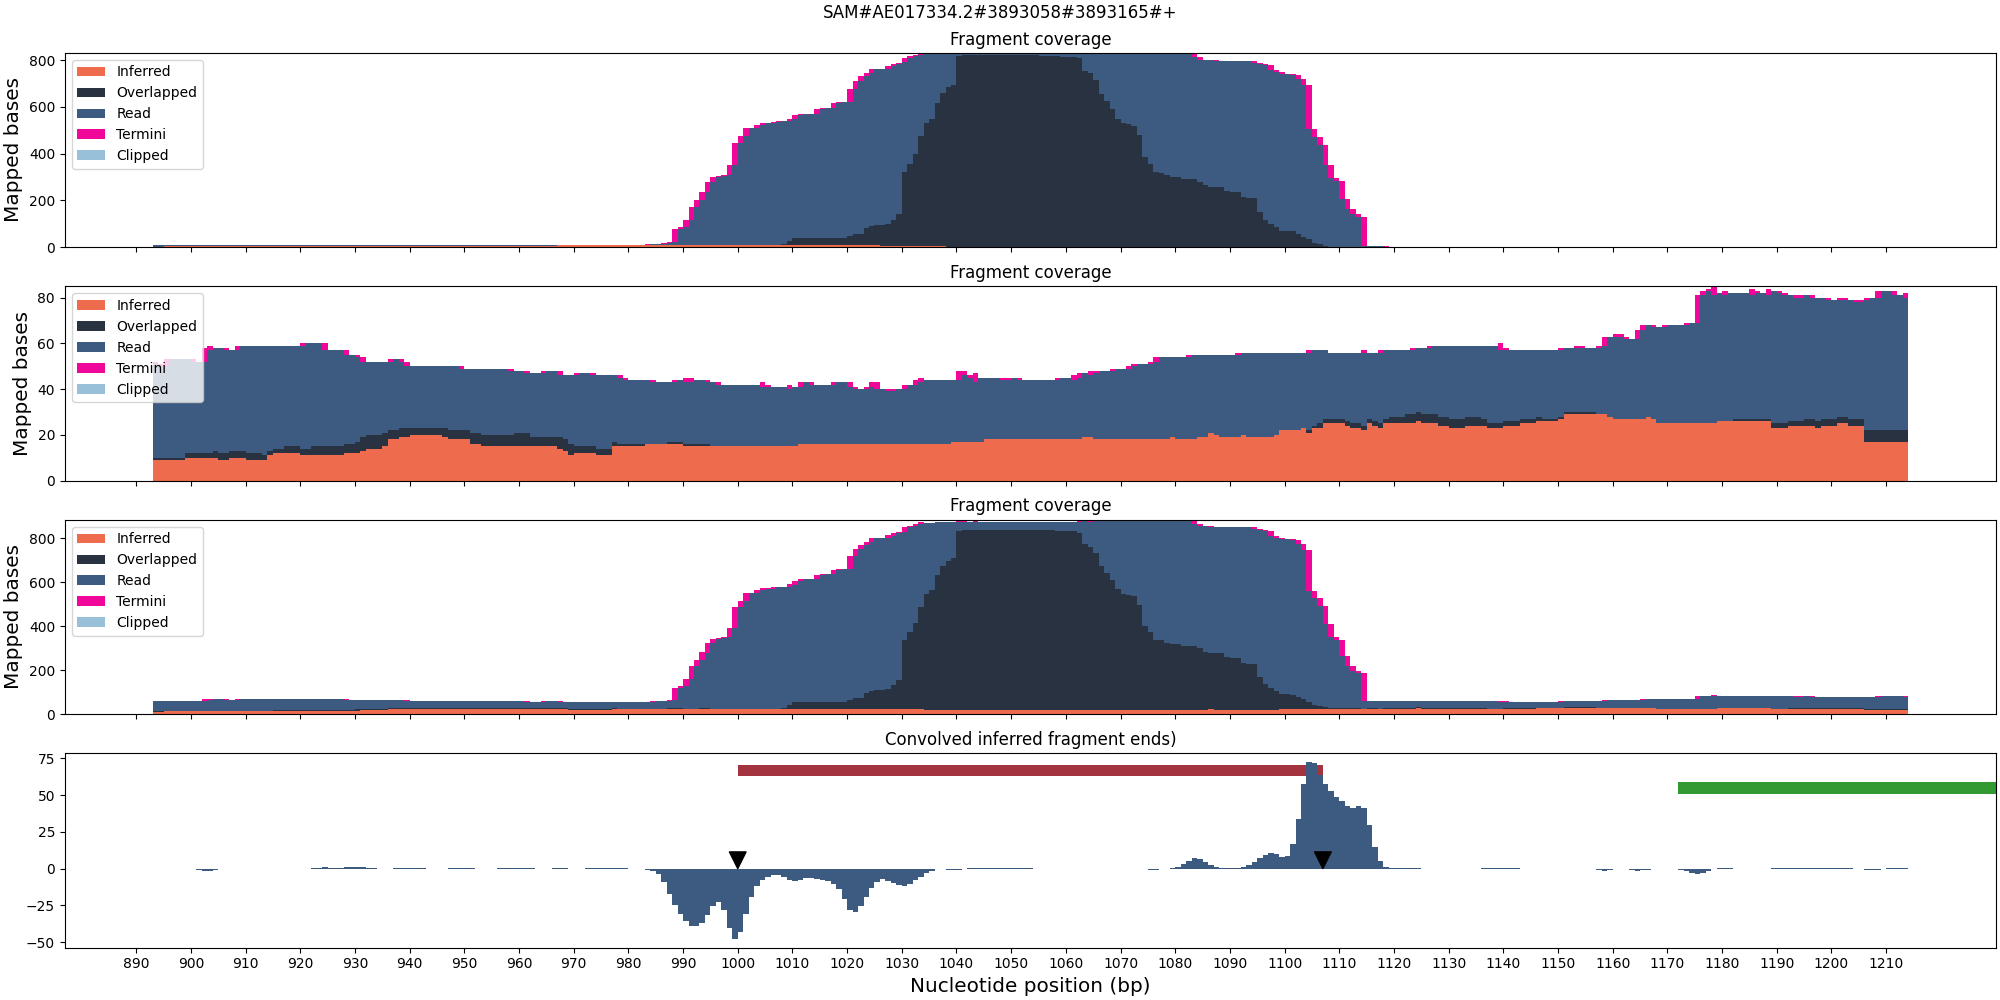 SAM#AE017334.2#3893058#3893165#+
Fragment coverage
Mapped bases
800
600
400
200
0
Inferred
Overlapped
Read
Termini
Clipped
Fragment coverage
Mapped bases
80
60
40
20
0
Inferred
Overlapped
Read
Termini
Clipped
Fragment coverage
Mapped bases
800
600
400
200
0
Inferred
Overlapped
Read
Termini
Clipped
Convolved inferred fragment ends)
75
50
25
0
−25
−50
890 900 910 920 930 940 950 960 970 980 990 1000 1010 1020 1030 1040 1050 1060 1070 1080 1090 1100 1110 1120 1130 1140 1150 1160 1170 1180 1190 1200 1210
Nucleotide position (bp)